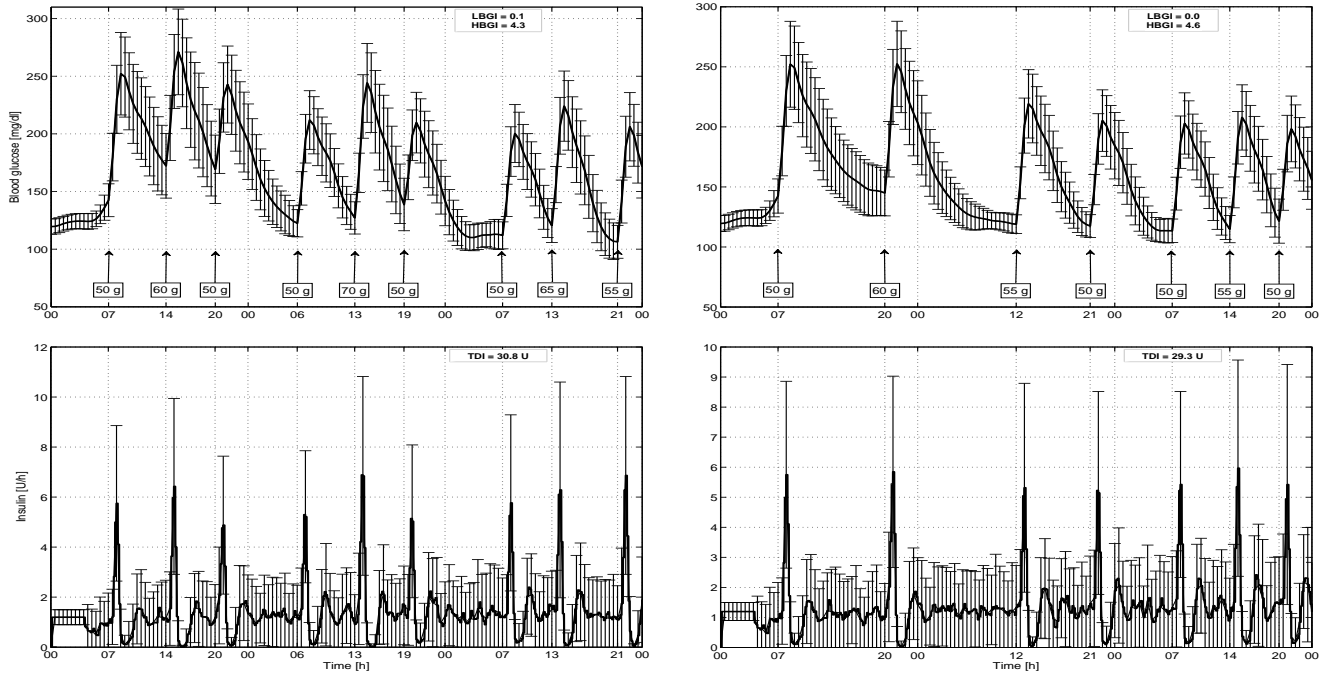 LBGI = 0.1
HBGI = 4.3
300
250
200
150
100
50
Blood glucose [mg/dl]
50 g 60 g 50 g 50 g 70 g 50 g 50 g 65 g 55 g
00 07 14 20 00 06 13 19 00 07 13 21 00
LBGI = 0.0
HBGI = 4.6
300
250
200
150
100
50
50 g 60 g 55 g 50 g 50 g 55 g 50 g
00 07 20 00 12 21 00 07 14 20 00
TDI = 30.8 U
12
10
8
6
4
2
0
Insulin [U/h]
00 07 14 20 00 06 13 19 00 07 13 21 00
Time [h]
TDI = 29.3 U
10
9
8
7
6
5
4
3
2
1
0
00 07 20 00 12 21 00 07 14 20 00
Time [h]